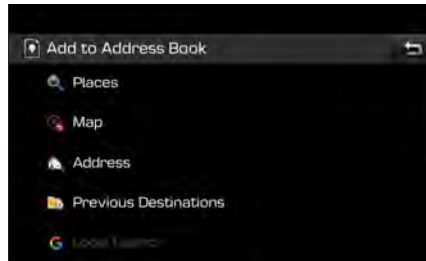 Add to Address Book
Places
Map
Address
Previous Destinations